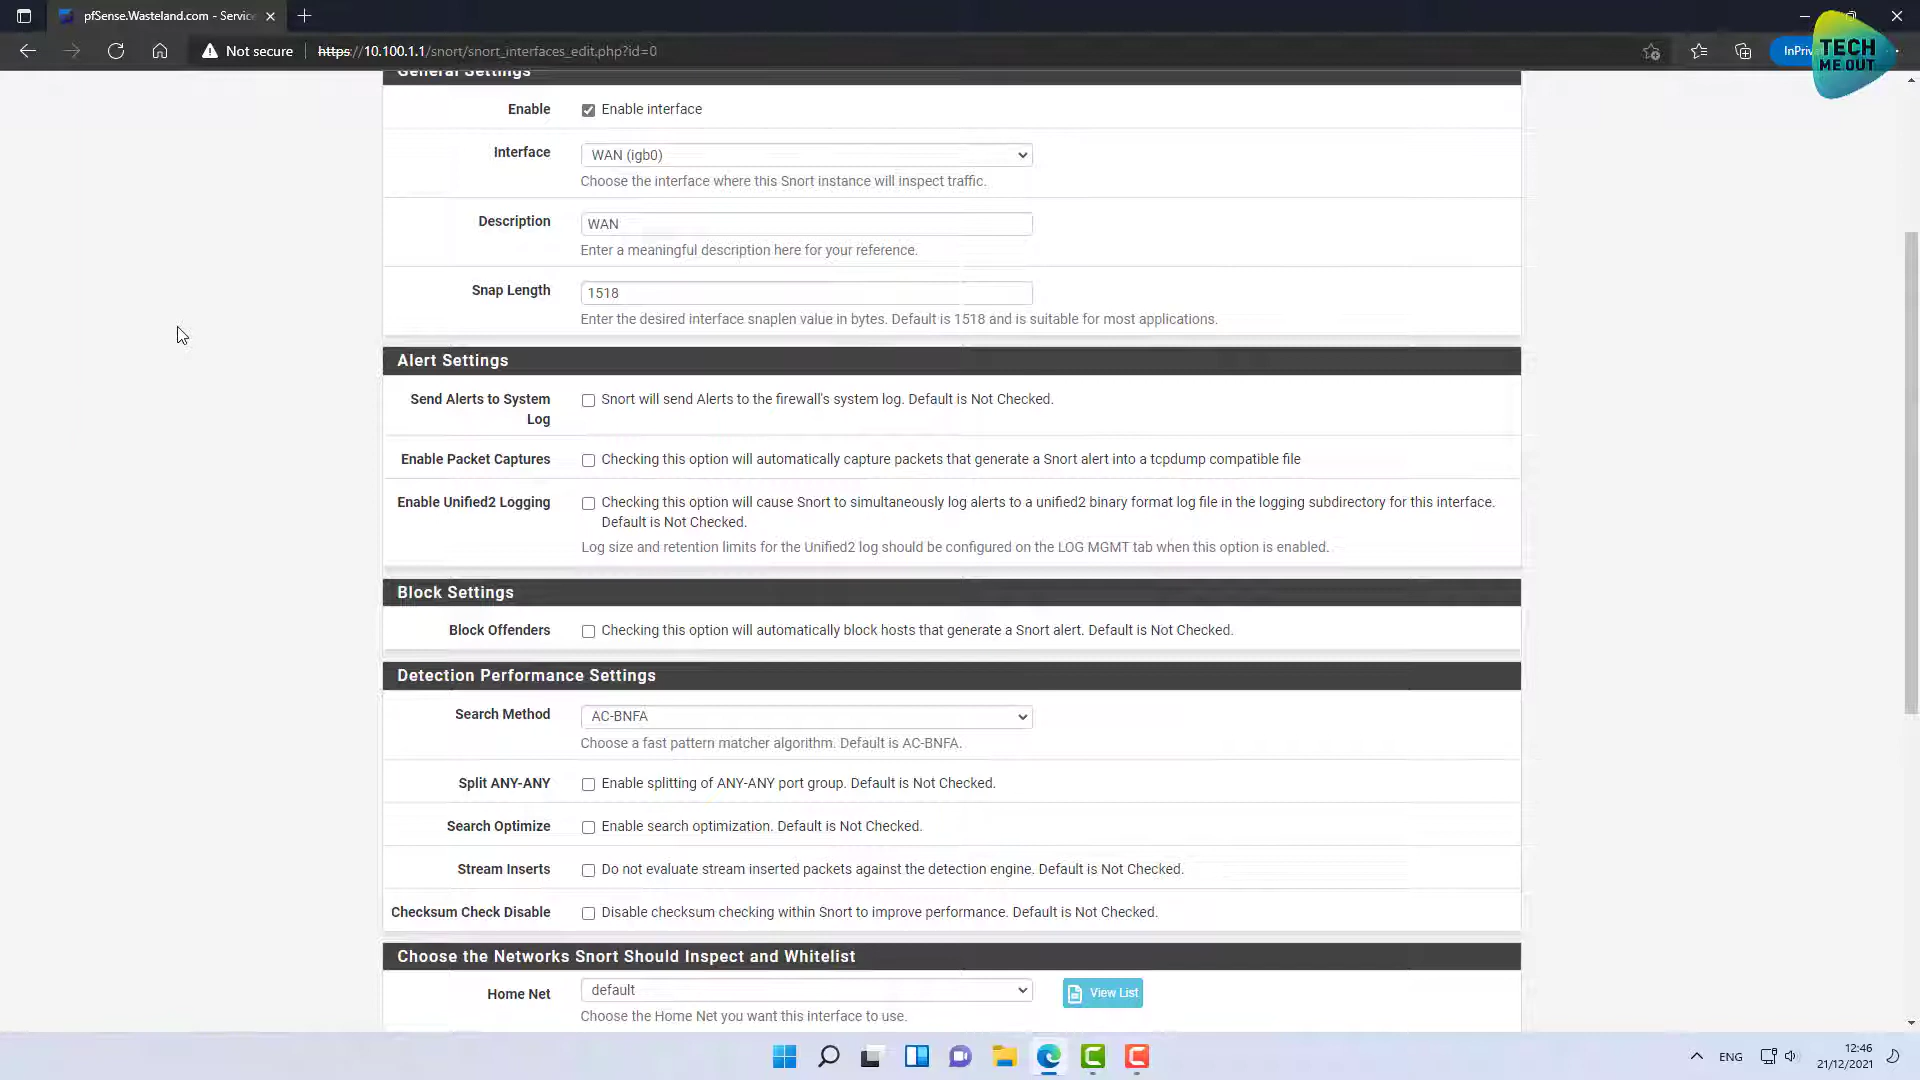 pfSense.Wasteland.com - Service
Not secure
https://10.100.1.1/snort/snort_interfaces_edit.php?id=0
InPriv
TECH
ME OUT
General Settings
Enable
Enable interface
Interface
WAN (igb0)
Choose the interface where this Snort instance will inspect traffic.
Description
WAN
Enter a meaningful description here for your reference.
Snap Length
1518
Enter the desired interface snaplen value in bytes. Default is 1518 and is suitable for most applications.
Alert Settings
Send Alerts to System
Log
Snort will send Alerts to the firewall's system log. Default is Not Checked.
Enable Packet Captures
Checking this option will automatically capture packets that generate a Snort alert into a tcpdump compatible file
Enable Unified2 Logging
Checking this option will cause Snort to simultaneously log alerts to a unified2 binary format log file in the logging subdirectory for this interface.
Default is Not Checked.
Log size and retention limits for the Unified2 log should be configured on the LOG MGMT tab when this option is enabled.
Block Settings
Block Offenders
Checking this option will automatically block hosts that generate a Snort alert. Default is Not Checked.
Detection Performance Settings
Search Method
AC-BNFA
Choose a fast pattern matcher algorithm. Default is AC-BNFA.
Split ANY-ANY
Enable splitting of ANY-ANY port group. Default is Not Checked.
Search Optimize
Enable search optimization. Default is Not Checked.
Stream Inserts
Do not evaluate stream inserted packets against the detection engine. Default is Not Checked.
Checksum Check Disable
Disable checksum checking within Snort to improve performance. Default is Not Checked.
Choose the Networks Snort Should Inspect and Whitelist
Home Net
default
View List
Choose the Home Net you want this interface to use.
ENG
12:46
21/12/2021